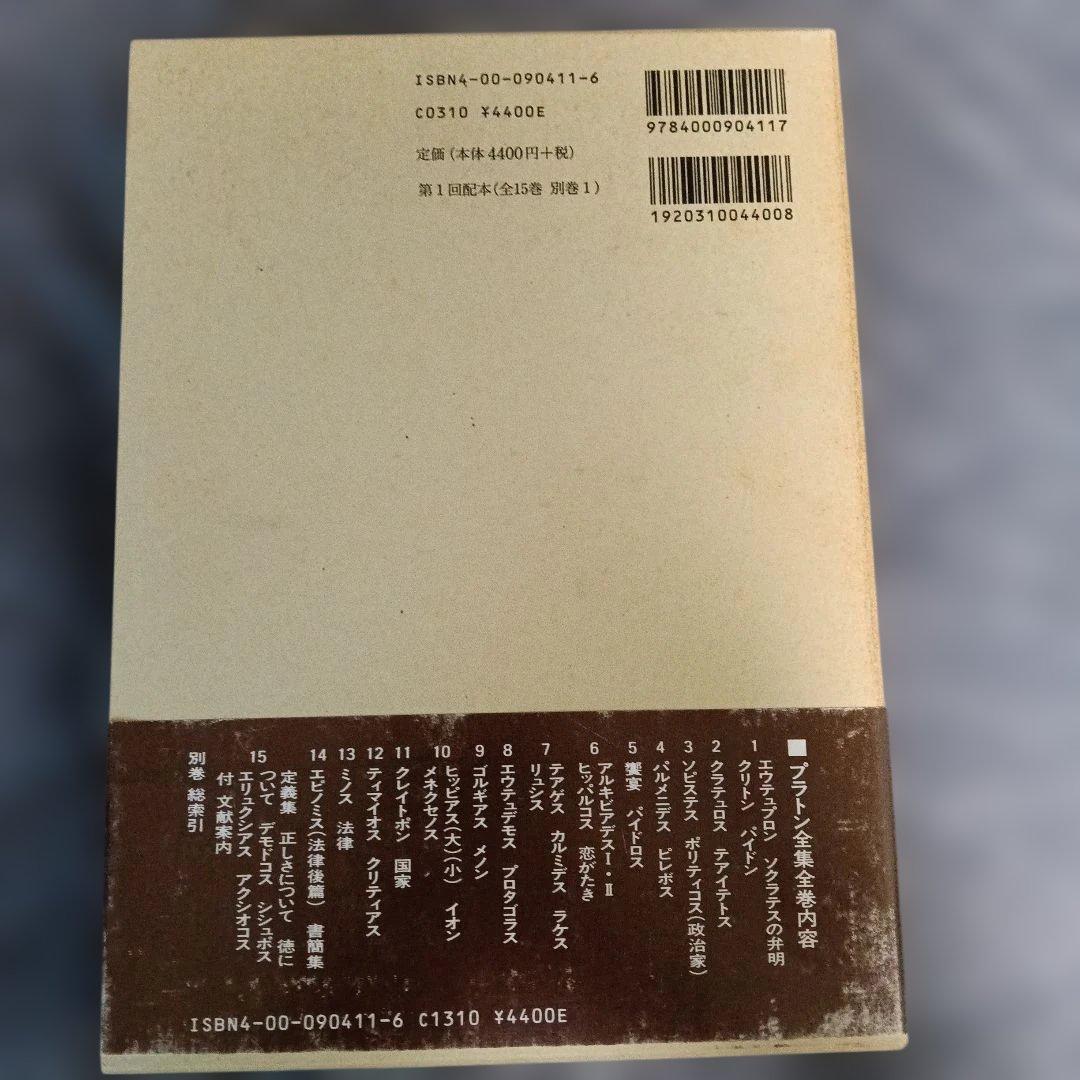 ISBN4-00-090411-6
C0310 ¥4400E
定価(本体4400円+税)
第1回配本(全15巻 別巻1)
9784000904117
1920310044008
■プラトン全集全巻内容
1 エウテュプロン ソクラテスの弁明
クリトン パイドン
2 クラテュロス テアイテトス
3 ソピステス ポリティコス(政治家)
4 パルメニデス ピレボス
5 饗宴 パイドロス
6 アルキビアデスⅠ・Ⅱ
ヒッパルコス 恋がたき
7 テアゲス カルミデス ラケス
リュシス
8 エウテュデモス プロタゴラス
9 ゴルギアス メノン
10 ヒッピアス(大)(小) イオン
メネクセノス
11 クレイトポン 国家
12 ティマイオス クリティアス
13 ミノス 法律
14 エピノミス(法律後篇) 書簡集
15 定義集 正しさについて 徳に
ついて デモドコス シシュポス
エリュクシアス アクシオコス
付 文献案内
別巻 総索引
ISBN4-00-090411-6 C1310 ¥4400E